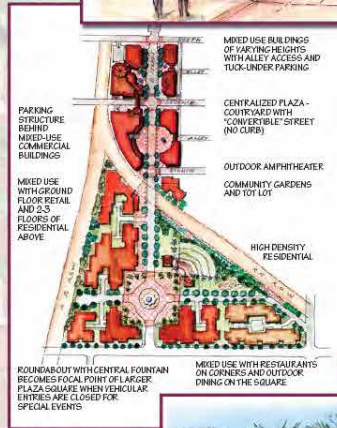 MIXED USE BUILDINGS
OF VARYING HEIGHTS
WITH ALLEY ACCESS AND
TUCK-UNDER PARKING
CENTRALIZED PLAZA -
COURTYARD WITH
"CONVERTIBLE" STREET
(NO CURB)
PARKING
STRUCTURE
BEHIND
MIXED-USE
COMMERCIAL
BUILDINGS
OUTDOOR AMPHITHEATER
COMMUNITY GARDENS
AND TOT LOT
MIXED USE
WITH GROUND
FLOOR RETAIL
AND 2-3
FLOORS OF
RESIDENTIAL
ABOVE
HIGH DENSITY
RESIDENTIAL
ROUNDABOUT WITH CENTRAL FOUNTAIN
BECOMES FOCAL POINT OF LARGER
PLAZA SQUARE WHEN VEHICULAR
ENTRIES ARE CLOSED FOR
SPECIAL EVENTS
MIXED USE WITH RESTAURANTS
ON CORNERS AND OUTDOOR
DINING ON THE SQUARE